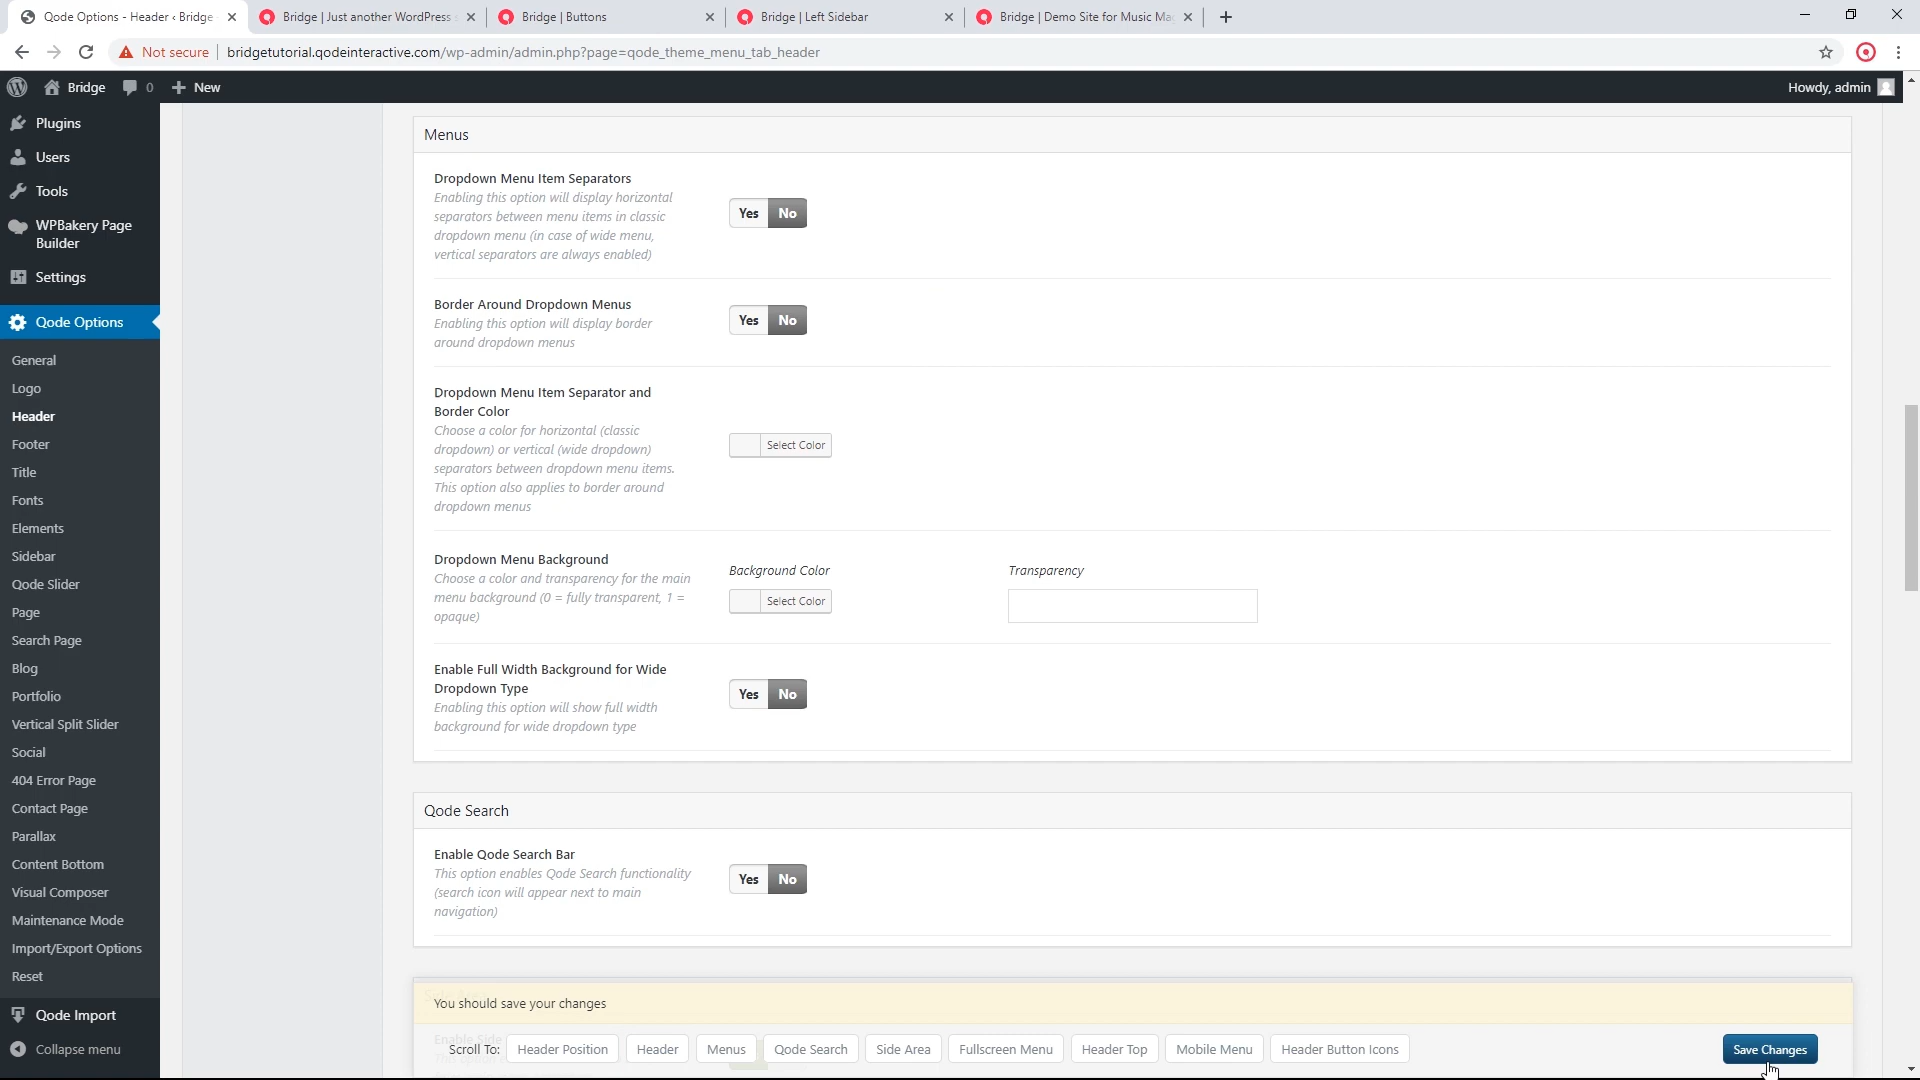 Qode Options - Header ‹ Bridge
Bridge | Just another WordPress s
Bridge | Buttons
Bridge | Left Sidebar
Bridge | Demo Site for Music Ma
Not secure
bridgetutorial.qodeinteractive.com/wp-admin/admin.php?page=qode_theme_menu_tab_header
Bridge
0
New
Howdy, admin
Plugins
Users
Tools
WPBakery Page
Builder
Settings
Qode Options
General
Logo
Header
Footer
Title
Fonts
Elements
Sidebar
Qode Slider
Page
Search Page
Blog
Portfolio
Vertical Split Slider
Social
404 Error Page
Contact Page
Parallax
Content Bottom
Visual Composer
Maintenance Mode
Import/Export Options
Reset
Qode Import
Collapse menu
Menus
Dropdown Menu Item Separators
Enabling this option will display horizontal
separators between menu items in classic
dropdown menu (in case of wide menu,
vertical separators are always enabled)
Yes No
Border Around Dropdown Menus
Enabling this option will display border
around dropdown menus
Yes No
Dropdown Menu Item Separator and
Border Color
Choose a color for horizontal (classic
dropdown) or vertical (wide dropdown)
separators between dropdown menu items.
This option also applies to border around
dropdown menus
Select Color
Dropdown Menu Background
Choose a color and transparency for the main
menu background (0 = fully transparent, 1 =
opaque)
Background Color
Select Color
Transparency
Enable Full Width Background for Wide
Dropdown Type
Enabling this option will show full width
background for wide dropdown type
Yes No
Qode Search
Enable Qode Search Bar
This option enables Qode Search functionality
(search icon will appear next to main
navigation)
Yes No
You should save your changes
Enable Side
Scroll To: Header Position Header Menus Qode Search Side Area Fullscreen Menu Header Top Mobile Menu Header Button Icons
Save Changes